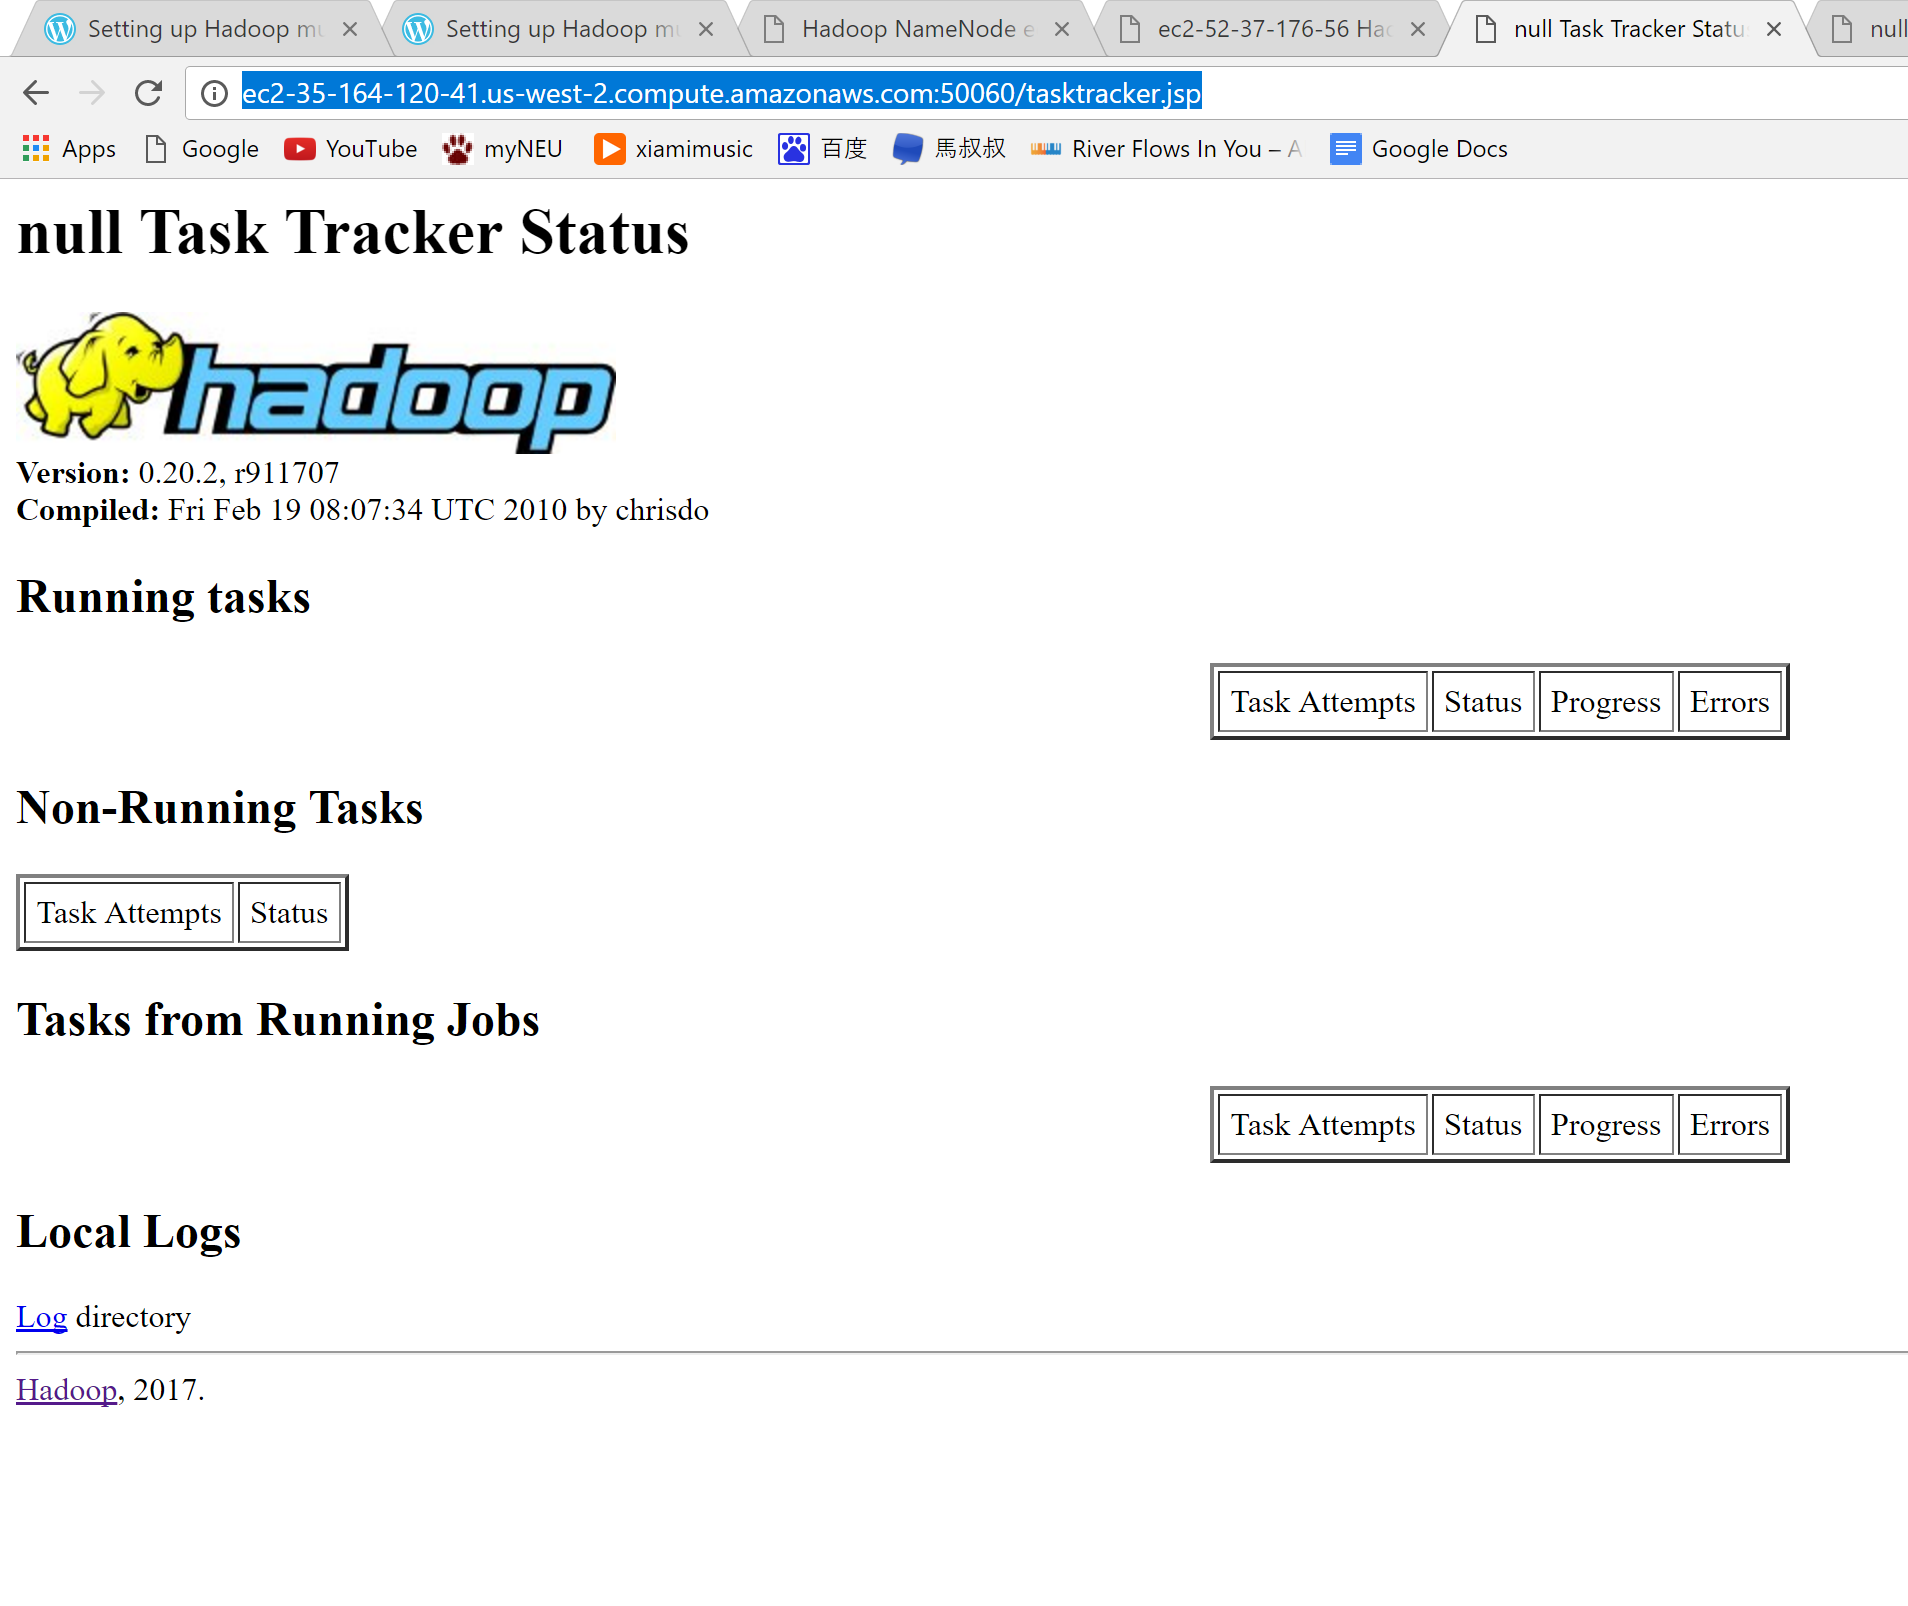 Setting up Hadoop mu
Setting up Hadoop mu
Hadoop NameNode e
ec2-52-37-176-56 Had
null Task Tracker Status
null
ec2-35-164-120-41.us-west-2.compute.amazonaws.com:50060/tasktracker.jsp
Apps Google YouTube myNEU xiamimusic 百度 馬叔叔 River Flows In You – A Google Docs
null Task Tracker Status
hadoop
Version: 0.20.2, r911707
Compiled: Fri Feb 19 08:07:34 UTC 2010 by chrisdo
Running tasks
Task Attempts Status Progress Errors
Non-Running Tasks
Task Attempts Status
Tasks from Running Jobs
Task Attempts Status Progress Errors
Local Logs
Log directory
Hadoop, 2017.